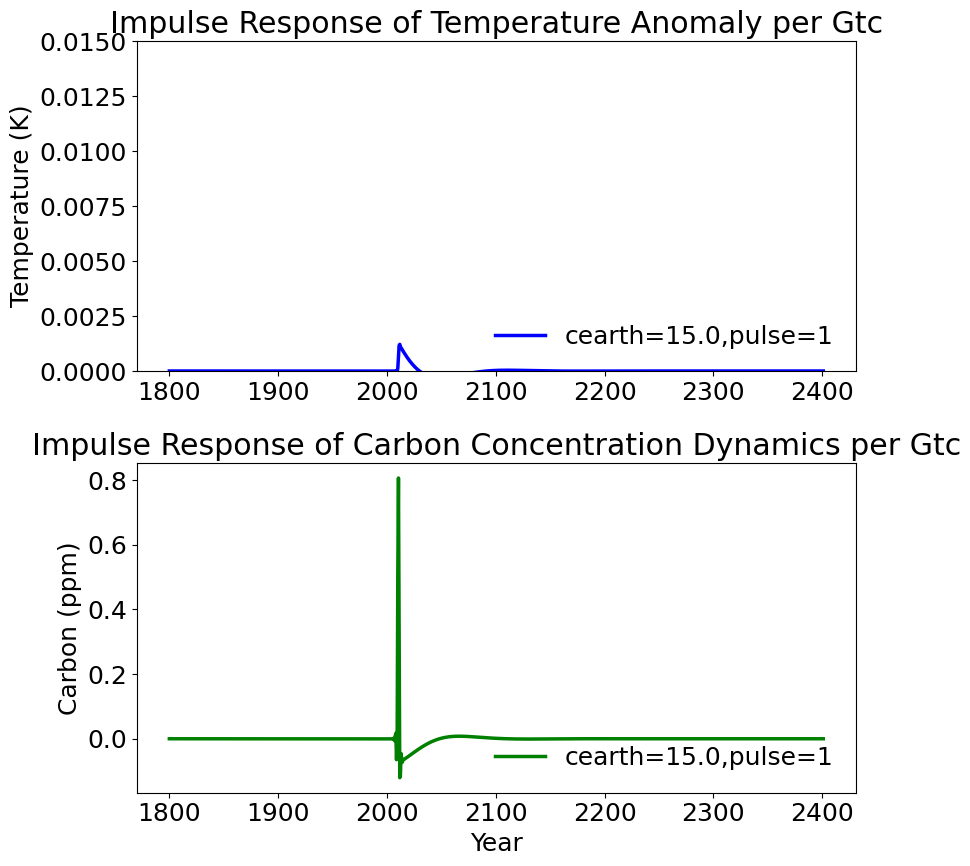 Impulse Response of Temperature Anomaly per Gtc
0.0150
0.0125
0.0100
0.0075
0.0050
0.0025
0.0000
Temperature (K)
cearth=15.0,pulse=1
1800 1900 2000 2100 2200 2300 2400
Impulse Response of Carbon Concentration Dynamics per Gtc
0.8
0.6
0.4
0.2
0.0
Carbon (ppm)
cearth=15.0,pulse=1
1800 1900 2000 2100 2200 2300 2400
Year